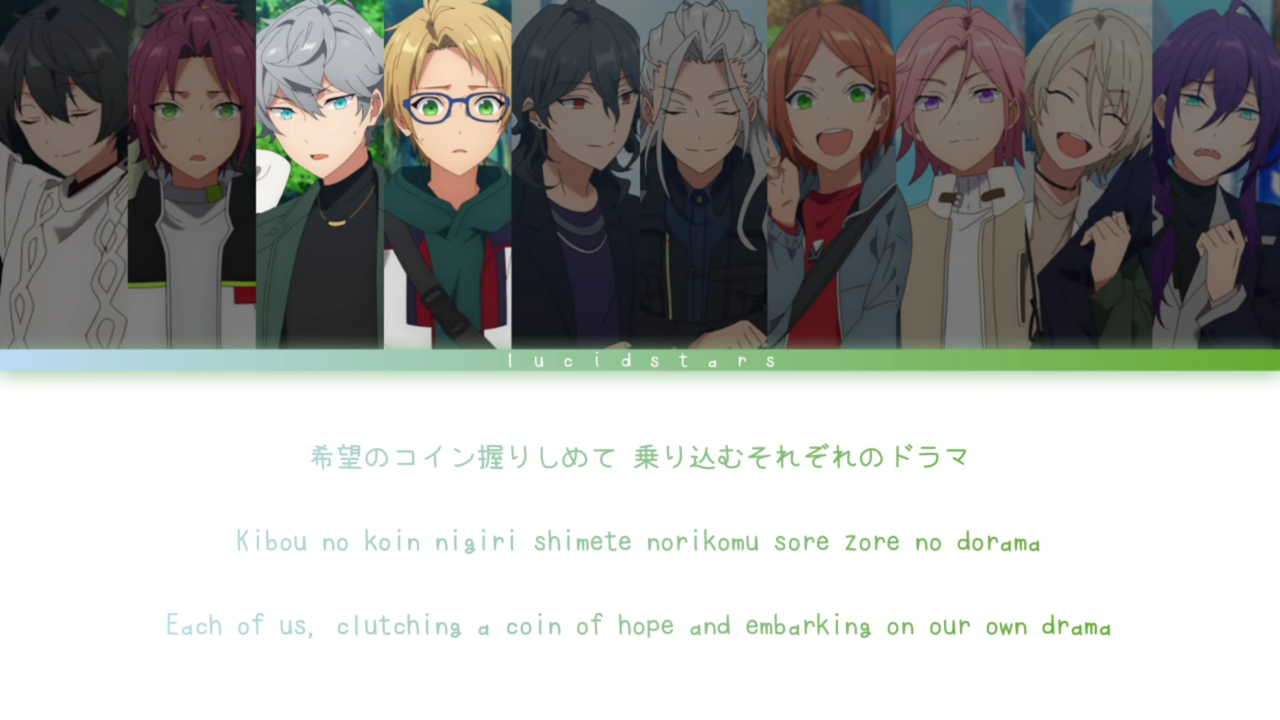 lucidstars
希望のコイン握りしめて 乗り込むそれぞれのドラマ
Kibou no koin nigiri shimete norikomu sore zore no dorama
Each of us, clutching a coin of hope and embarking on our own drama